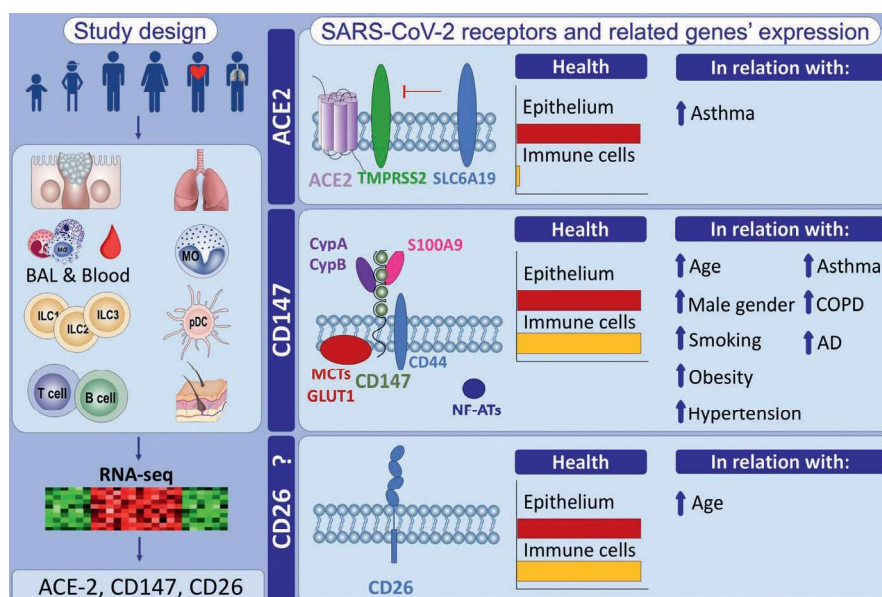 Study design
BAL & Blood
MΦ
ILC1
ILC2
ILC3
pDC
T cell
B cell
RNA-seq
ACE-2, CD147, CD26
SARS-CoV-2 receptors and related genes' expression
ACE2
ACE2
TMPRSS2
SLC6A19
Health
Epithelium
Immune cells
In relation with:
Asthma
CD147
CypA
CypB
S100A9
MCTs
GLUT1
CD147
CD44
NF-ATs
Health
Epithelium
Immune cells
In relation with:
Age
Male gender
Smoking
Obesity
Hypertension
Asthma
COPD
AD
CD26 ?
CD26
Health
Epithelium
Immune cells
In relation with:
Age